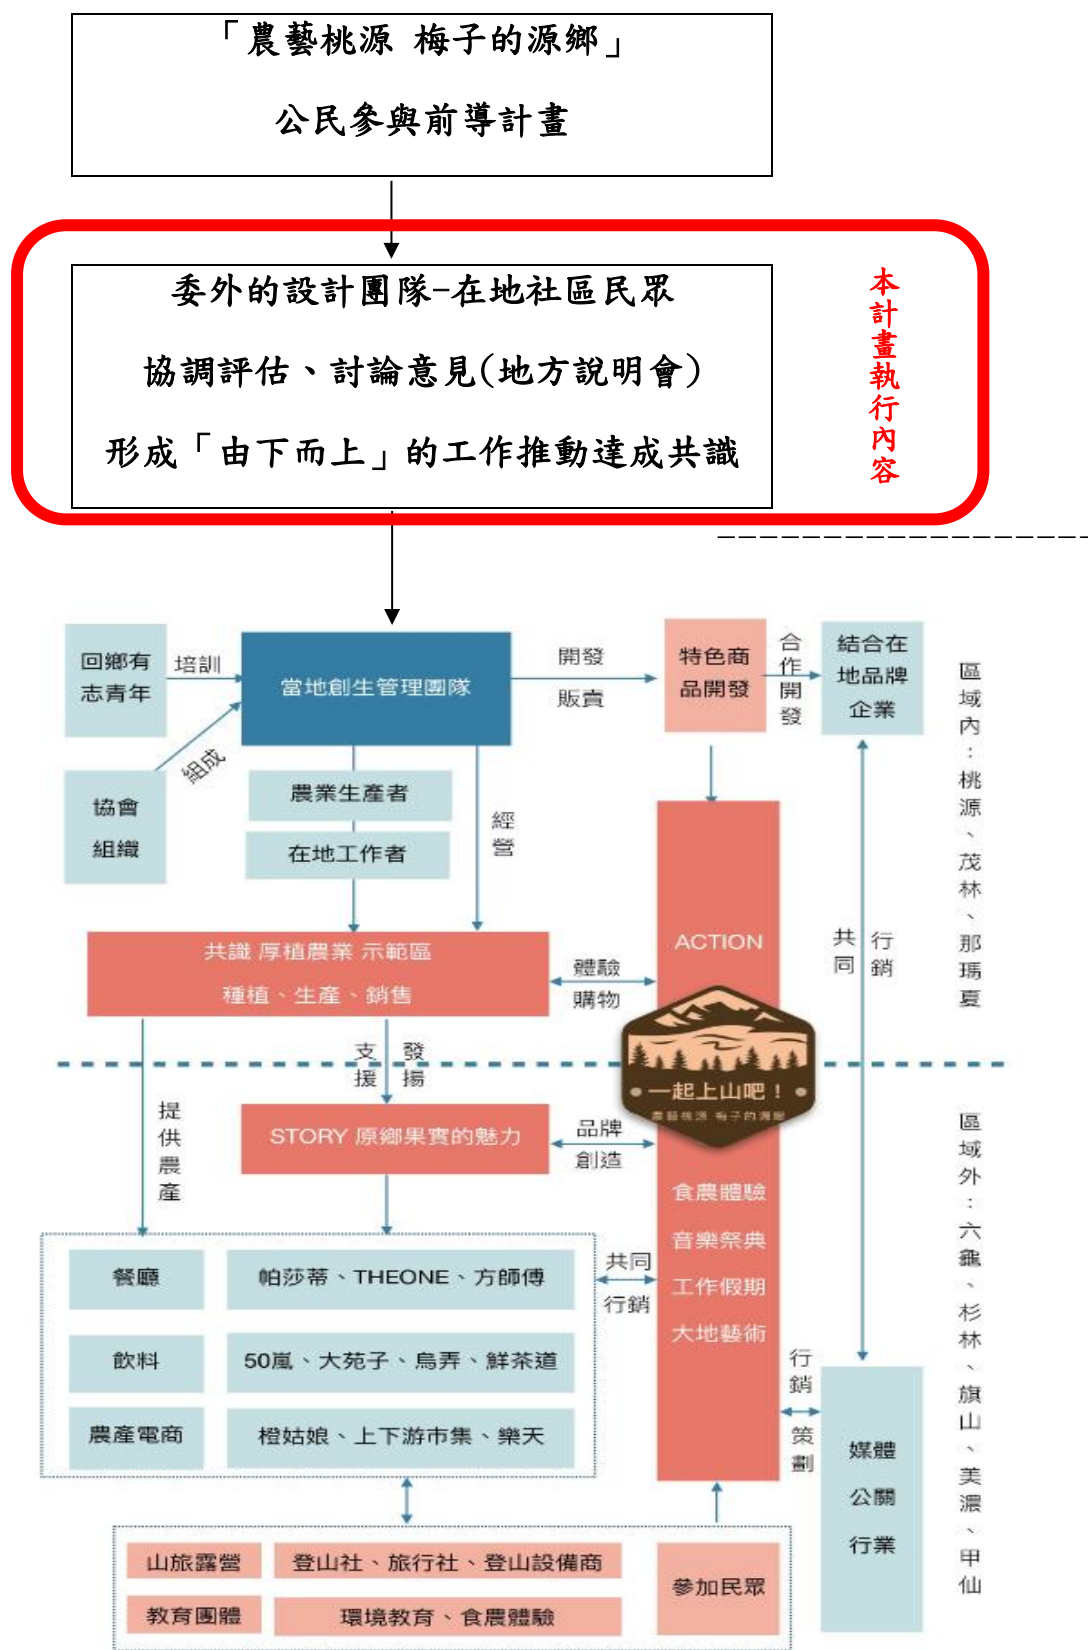 「農藝桃源 梅子的源鄉」
公民參與前導計畫
委外的設計團隊-在地社區民眾
協調評估、討論意見(地方說明會)
形成「由下而上」的工作推動達成共識
本計畫執行內容
回鄉有
志青年
培訓
當地創生管理團隊
開發
販賣
特色商
品開發
合作開發
結合在
地品牌
企業
協會
組織
組成
農業生產者
在地工作者
經營
區域內：桃源、茂林、那瑪夏
共識 厚植農業 示範區
種植、生產、銷售
體驗
購物
ACTION
共同
行銷
支援
發揚
一起上山吧！
農藝桃源 梅子的源鄉
提供農產
STORY 原鄉果實的魅力
品牌
創造
食農體驗
音樂祭典
工作假期
大地藝術
區域外：六龜、杉林、旗山、美濃、甲仙
餐廳
帕莎蒂、THEONE、方師傅
共同
行銷
飲料
50嵐、大苑子、烏弄、鮮茶道
農產電商
橙姑娘、上下游市集、樂天
行銷
策劃
媒體
公關
行業
山旅露營
登山社、旅行社、登山設備商
教育團體
環境教育、食農體驗
參加民眾